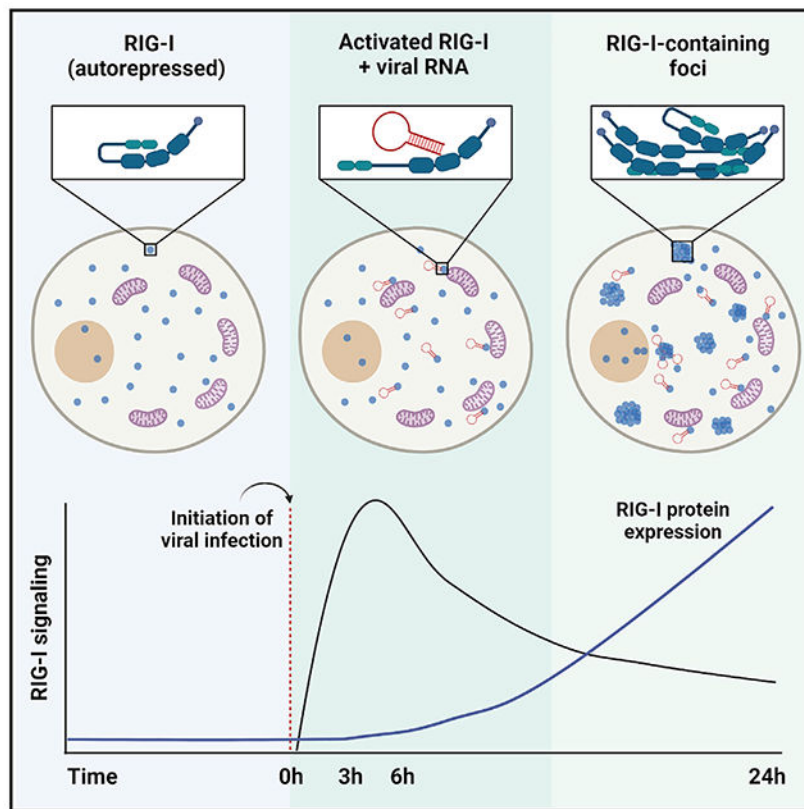 RIG-I
(autorepressed)
Activated RIG-I
+ viral RNA
RIG-I-containing
foci
Initiation of
viral infection
RIG-I protein
expression
RIG-I signaling
Time
0h
3h
6h
24h